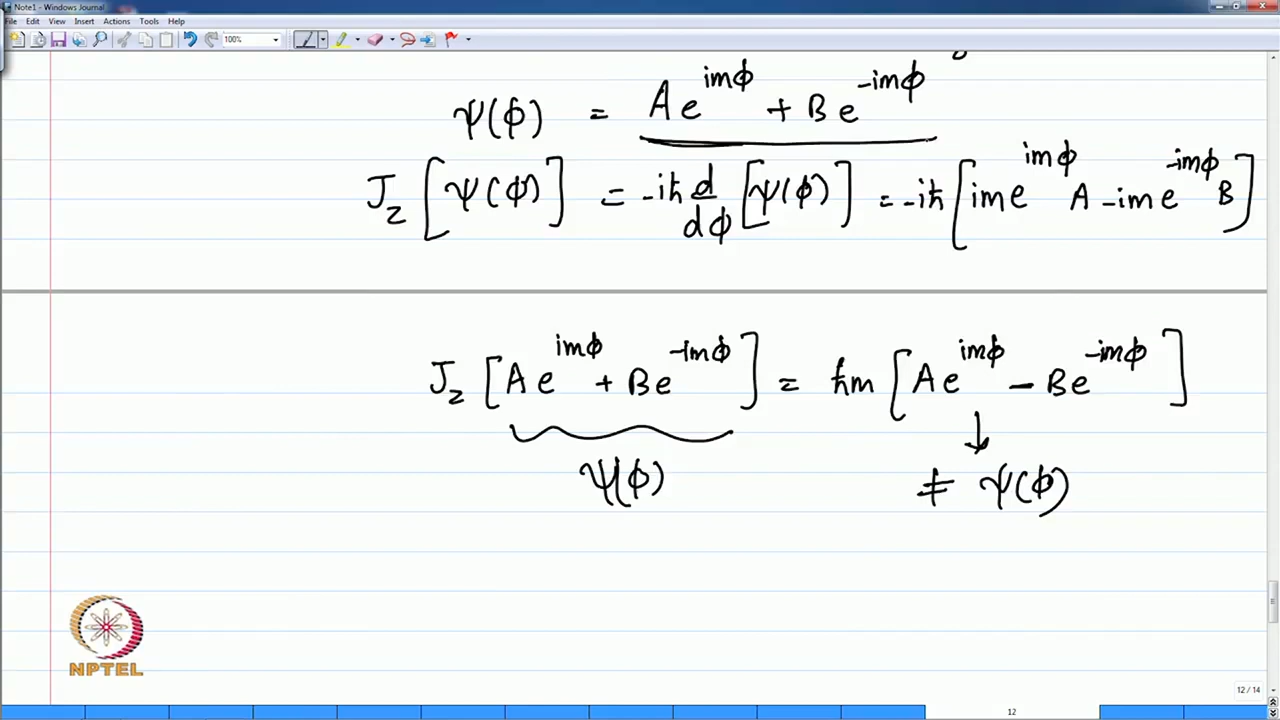 Note1 - Windows Journal
File Edit View Insert Actions Tools Help
100%
ψ(ϕ) = Ae^{imϕ} + Be^{-imϕ}
J_z [ψ(ϕ)] = -iħ d/dϕ [ψ(ϕ)] = -iħ [ime^{imϕ} A - ime^{-imϕ} B]
J_z [Ae^{imϕ} + Be^{-imϕ}] = ħm [Ae^{imϕ} - Be^{-imϕ}]
ψ(ϕ) ↓ ≠ ψ(ϕ)
NPTEL
12 / 14
12